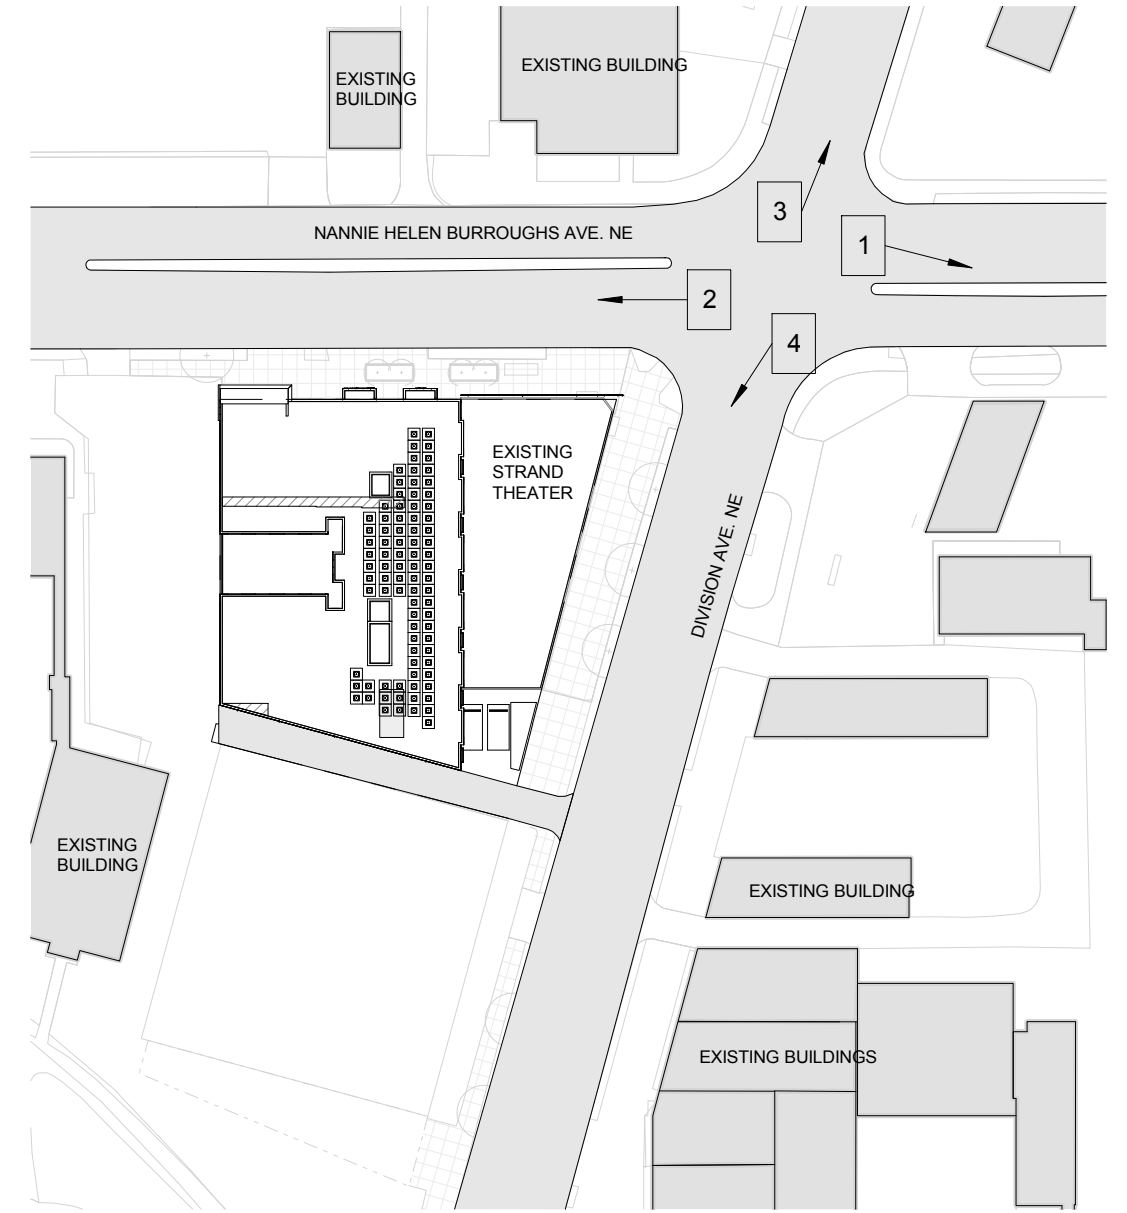 EXISTING
BUILDING
EXISTING BUILDING
3
NANNIE HELEN BURROUGHS AVE. NE
1
2
4
EXISTING
STRAND
THEATER
DIVISION AVE. NE
EXISTING
BUILDING
EXISTING BUILDING
EXISTING BUILDINGS